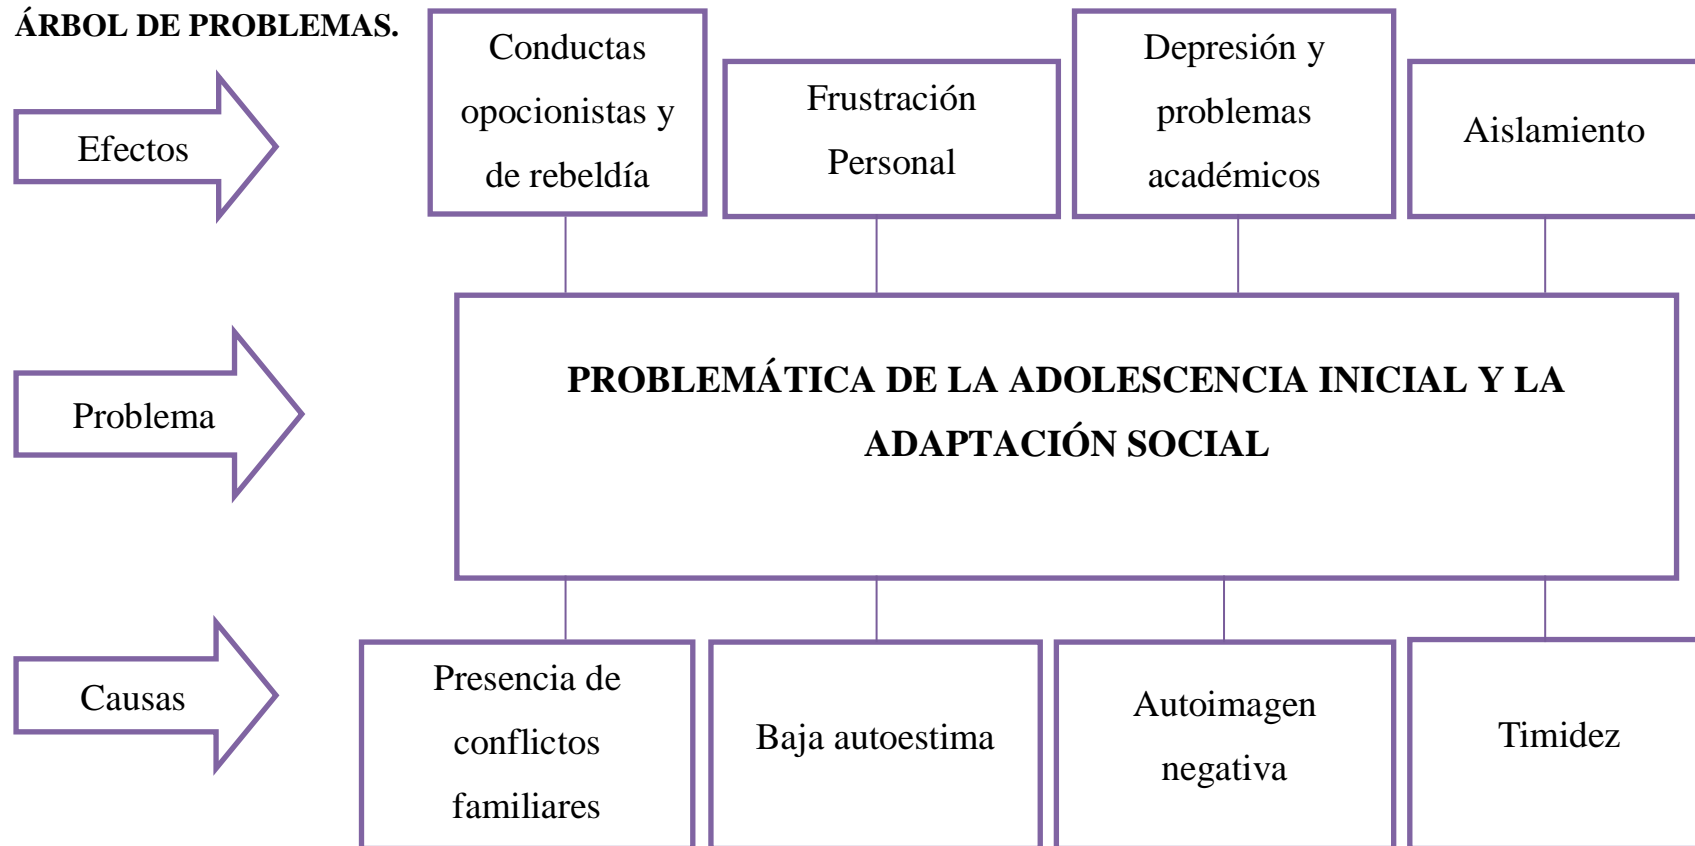 ÁRBOL DE PROBLEMAS.
Efectos
Conductas
opocionistas y
de rebeldía
Frustración
Personal
Depresión y
problemas
académicos
Aislamiento
Problema
PROBLEMÁTICA DE LA ADOLESCENCIA INICIAL Y LA
ADAPTACIÓN SOCIAL
Causas
Presencia de
conflictos
familiares
Baja autoestima
Autoimagen
negativa
Timidez